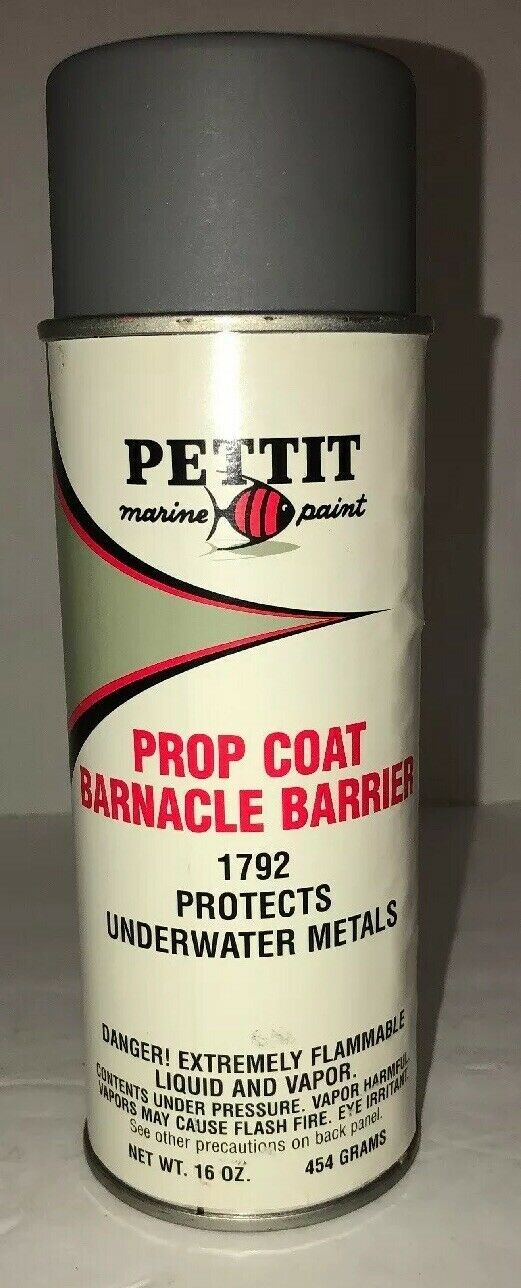 PETTIT
marine paint
PROP COAT
BARNACLE BARRIER
1792
PROTECTS
UNDERWATER METALS
DANGER! EXTREMELY FLAMMABLE
LIQUID AND VAPOR.
CONTENTS UNDER PRESSURE. VAPOR HARMFUL.
VAPORS MAY CAUSE FLASH FIRE. EYE IRRITANT.
See other precautions on back panel.
NET WT. 16 OZ. 454 GRAMS